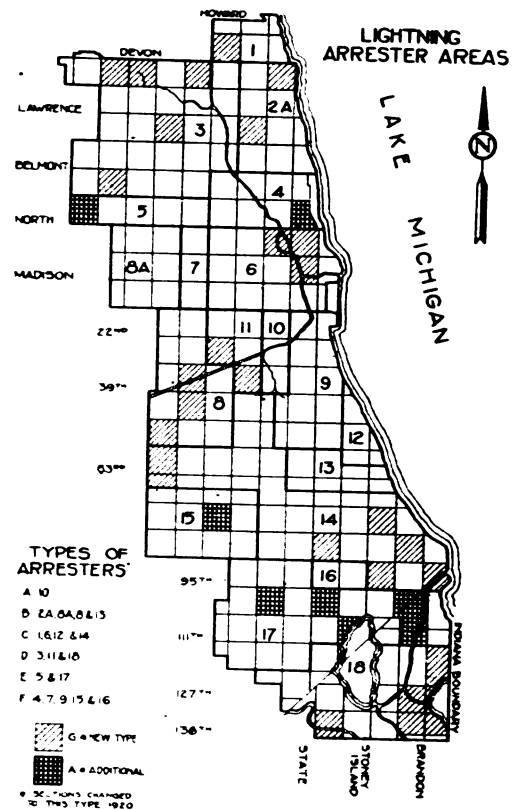 LIGHTNING
ARRESTER AREAS
HOWARD
DEVON
LAWRENCE
BELMONT
NORTH
MADISON
22ND
39TH
63RD
95TH
111TH
127TH
138TH
1
2A
3
4
5
8A
7
6
11
10
9
8
12
13
15
14
16
17
18
LAKE
MICHIGAN
N
INDIANA BOUNDARY
STATE
STONEY
ISLAND
BRANDON
TYPES OF
ARRESTERS
A 10
B 2A, 8A, 8 & 13
C 1,6,12 & 14
D 3, 11 & 18
E 5 & 17
F 4, 7, 9, 15 & 16
G = NEW TYPE
A = ADDITIONAL
SECTIONS CHANGED
TO THIS TYPE 1920